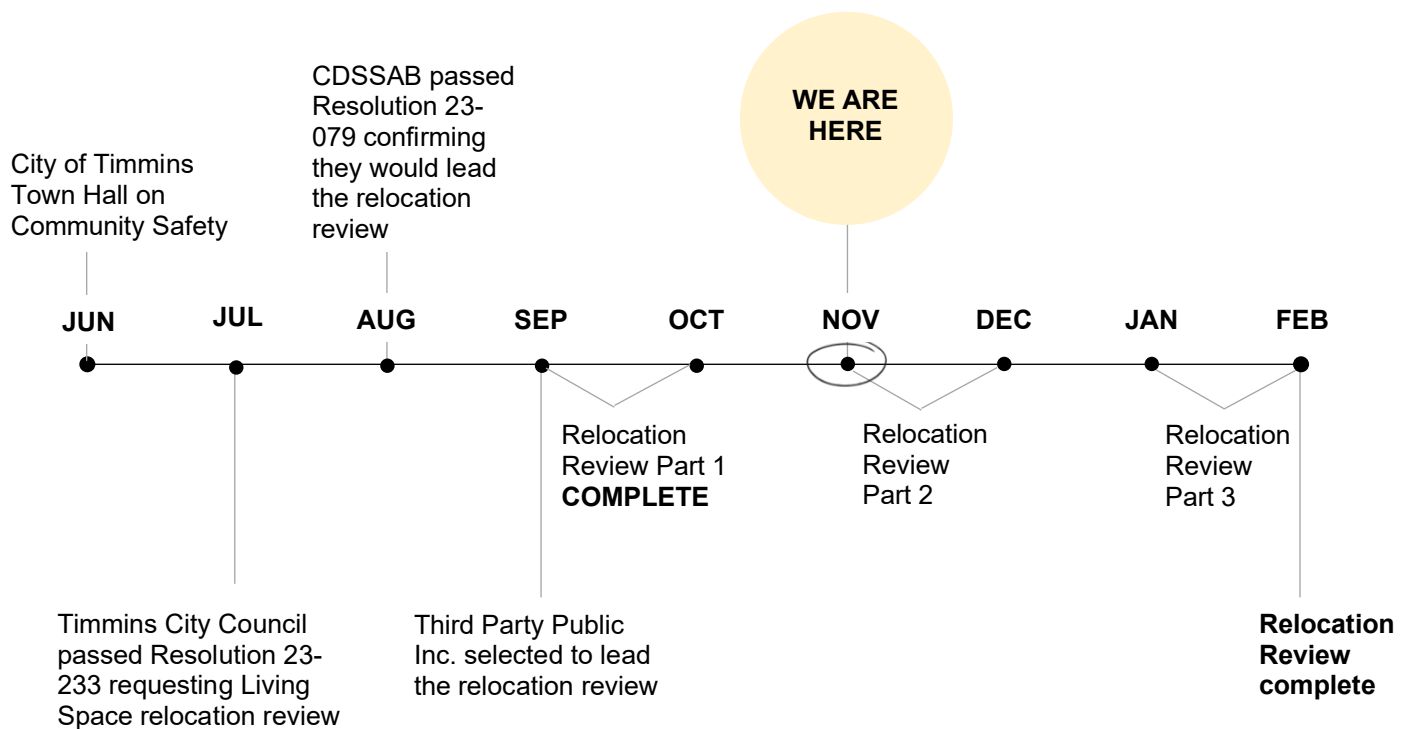 CDSSAB passed
Resolution 23-
079 confirming
they would lead
the relocation
review
WE ARE
HERE
City of Timmins
Town Hall on
Community Safety
JUN
JUL
AUG
SEP
OCT
NOV
DEC
JAN
FEB
Relocation
Review Part 1
COMPLETE
Relocation
Review
Part 2
Relocation
Review
Part 3
Timmins City Council
passed Resolution 23-
233 requesting Living
Space relocation review
Third Party Public
Inc. selected to lead
the relocation review
Relocation
Review
complete